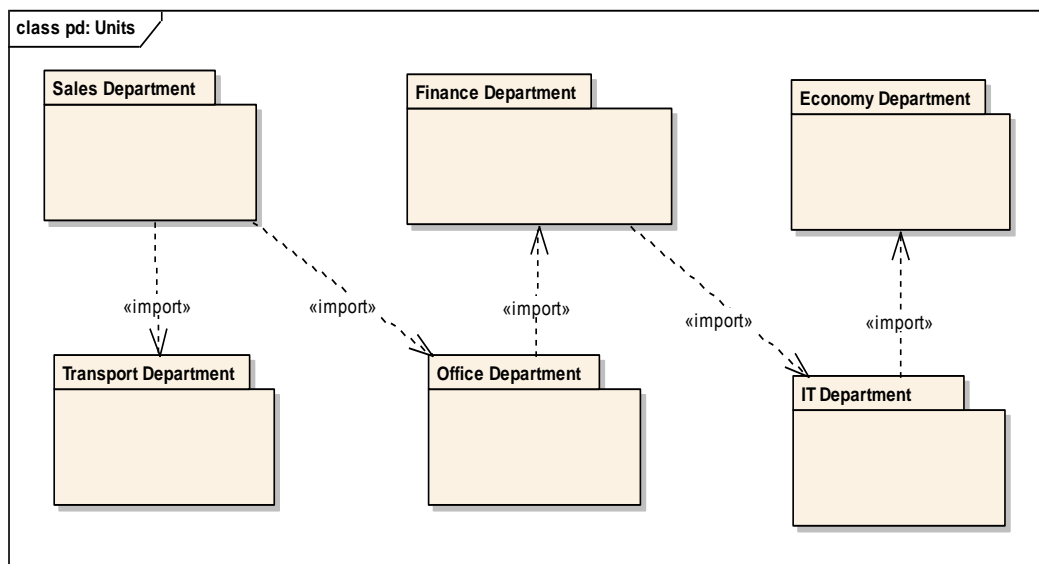 class pd: Units
Sales Department
Finance Department
Economy Department
«import»
«import»
«import»
«import»
«import»
Transport Department
Office Department
IT Department